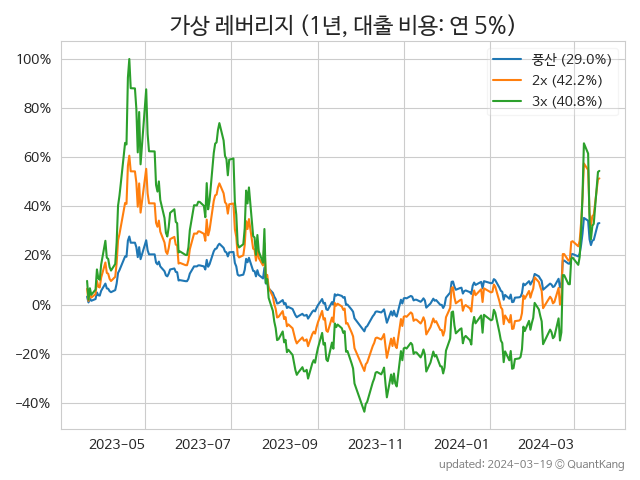 가상 레버리지 (1년, 대출 비용: 연 5%)
풍산 (29.0%)
2x (42.2%)
3x (40.8%)
100%
80%
60%
40%
20%
0%
−20%
−40%
2023-05
2023-07
2023-09
2023-11
2024-01
2024-03
updated: 2024-03-19 © QuantKang